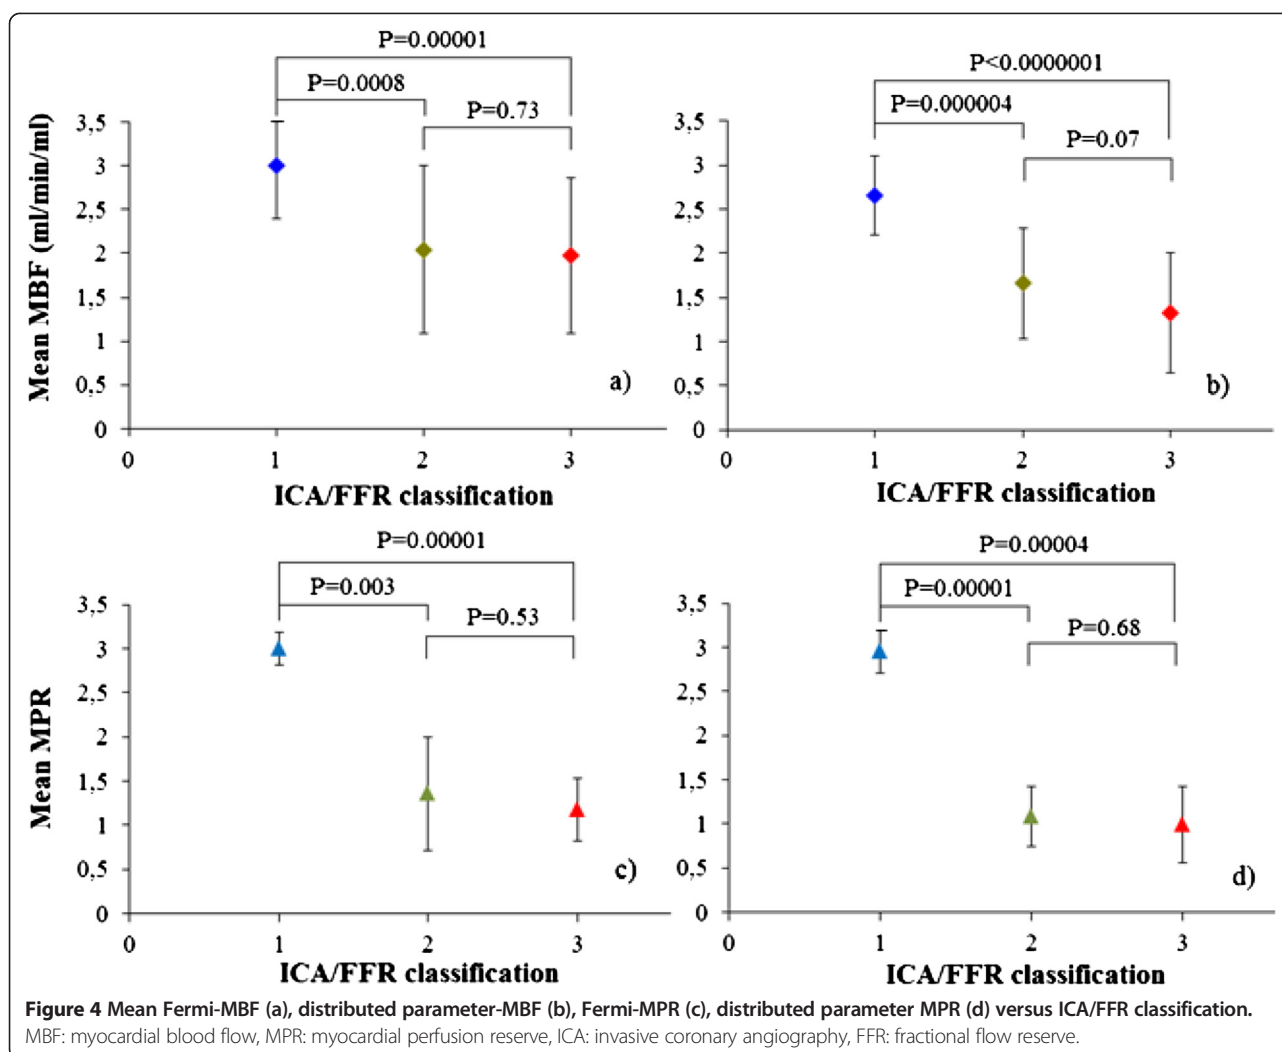 P=0.00001
P=0.0008
P=0.73
3,5
3
2,5
2
1,5
1
0,5
0
0 1 2 3
Mean MBF (ml/min/ml)
a)
ICA/FFR classification
P<0.0000001
P=0.000004
P=0.07
3,5
3
2,5
2
1,5
1
0,5
0
0 1 2 3
b)
ICA/FFR classification
P=0.00001
P=0.003
P=0.53
3,5
3
2,5
2
1,5
1
0,5
0
0 1 2 3
Mean MPR
c)
ICA/FFR classification
P=0.00004
P=0.00001
P=0.68
3,5
3
2,5
2
1,5
1
0,5
0
0 1 2 3
d)
ICA/FFR classification
Figure 4 Mean Fermi-MBF (a), distributed parameter-MBF (b), Fermi-MPR (c), distributed parameter MPR (d) versus ICA/FFR classification.
MBF: myocardial blood flow, MPR: myocardial perfusion reserve, ICA: invasive coronary angiography, FFR: fractional flow reserve.